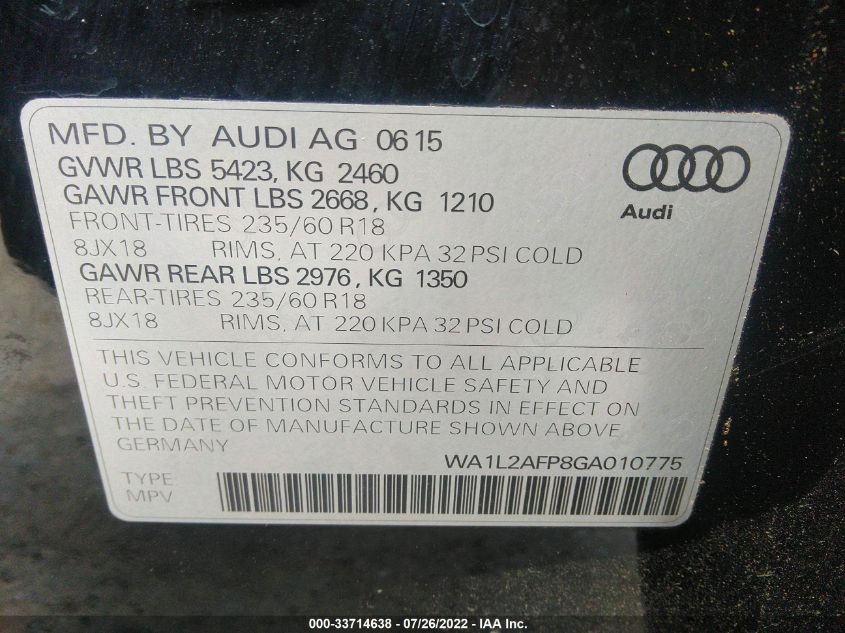 MFD. BY AUDI AG 0615
GVWR LBS 5423, KG 2460
GAWR FRONT LBS 2668, KG 1210
FRONT-TIRES 235/60 R18
8JX18 RIMS, AT 220 KPA 32 PSI COLD
GAWR REAR LBS 2976, KG 1350
REAR-TIRES 235/60 R18
8JX18 RIMS, AT 220 KPA 32 PSI COLD
Audi
THIS VEHICLE CONFORMS TO ALL APPLICABLE
U.S. FEDERAL MOTOR VEHICLE SAFETY AND
THEFT PREVENTION STANDARDS IN EFFECT ON
THE DATE OF MANUFACTURE SHOWN ABOVE
GERMANY
WA1L2AFP8GA010775
TYPE
MPV
000-33714638 - 07/26/2022 - IAA Inc.